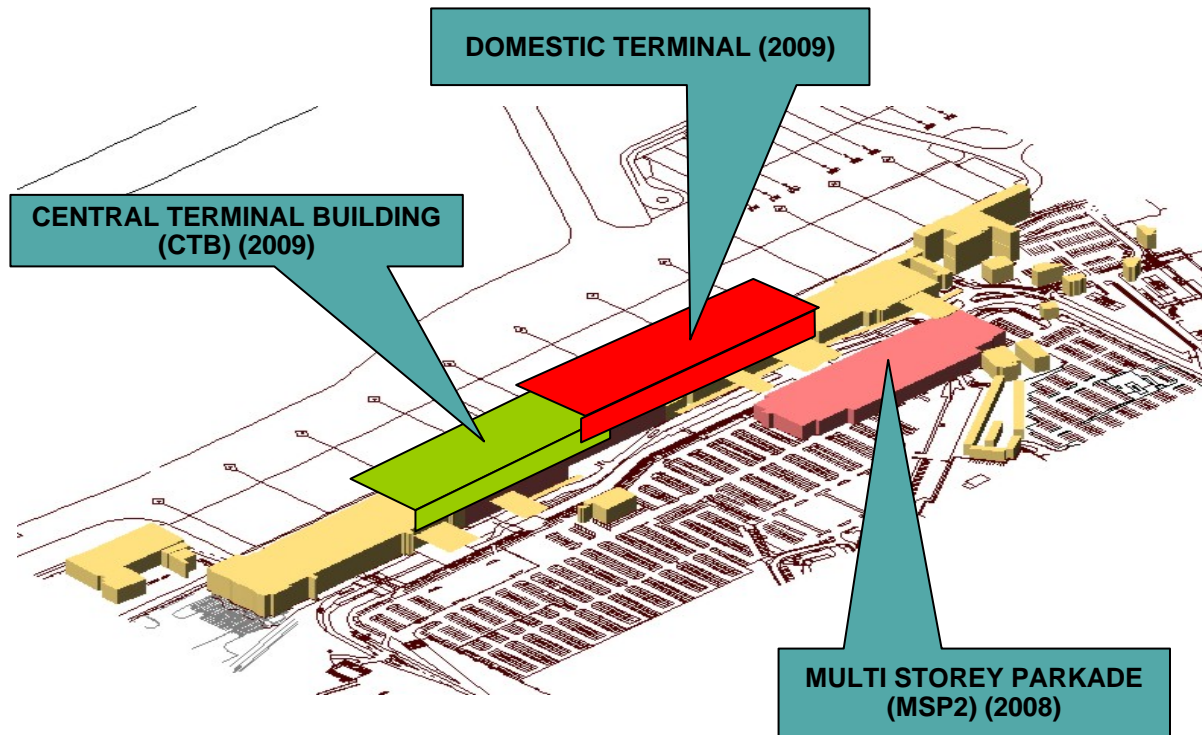 DOMESTIC TERMINAL (2009)
CENTRAL TERMINAL BUILDING
(CTB) (2009)
MULTI STOREY PARKADE
(MSP2) (2008)